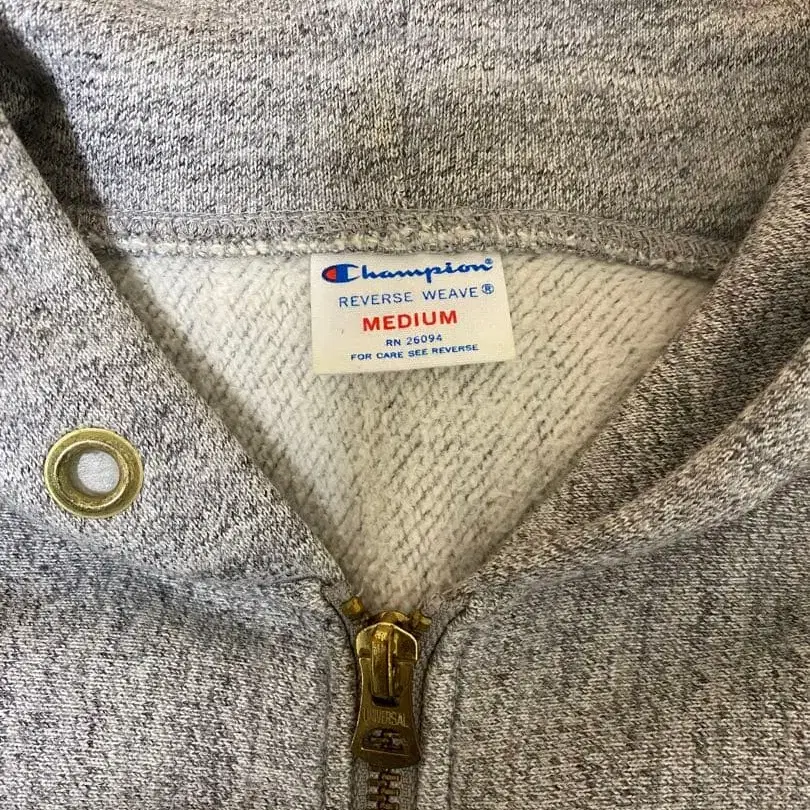 Champion®
REVERSE WEAVE®
MEDIUM
RN 26094
FOR CARE SEE REVERSE
UNIVERSAL